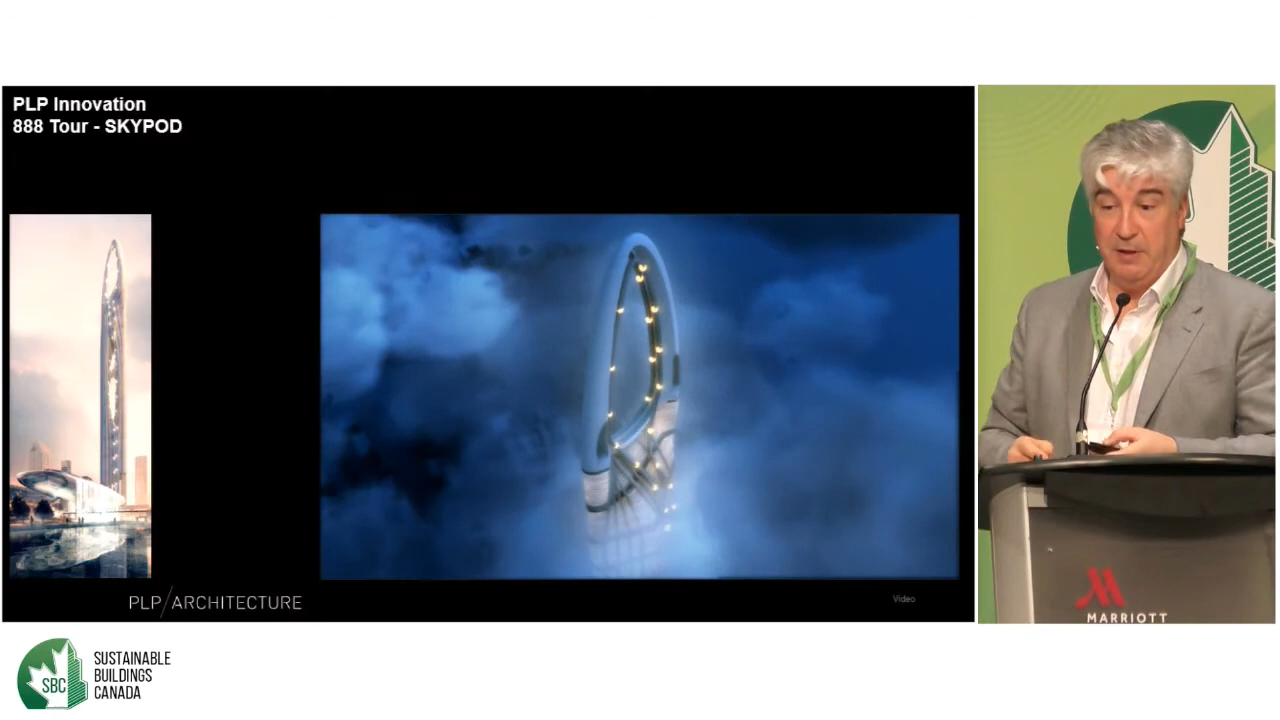 PLP Innovation
888 Tour - SKYPOD
PLP/ARCHITECTURE
Video
MARRIOTT
SBC
SUSTAINABLE
BUILDINGS
CANADA